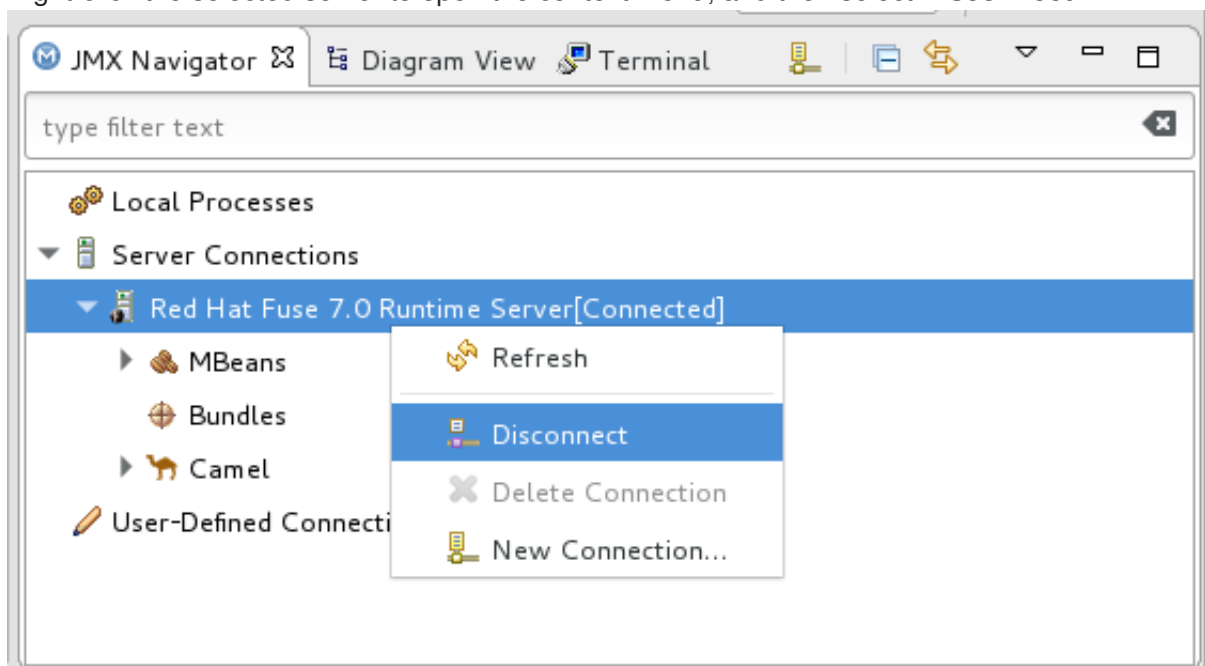 JMX Navigator Diagram View Terminal
type filter text
Local Processes
Server Connections
Red Hat Fuse 7.0 Runtime Server[Connected]
MBeans
Refresh
Bundles
Disconnect
Camel
Delete Connection
User-Defined Connecti
New Connection...